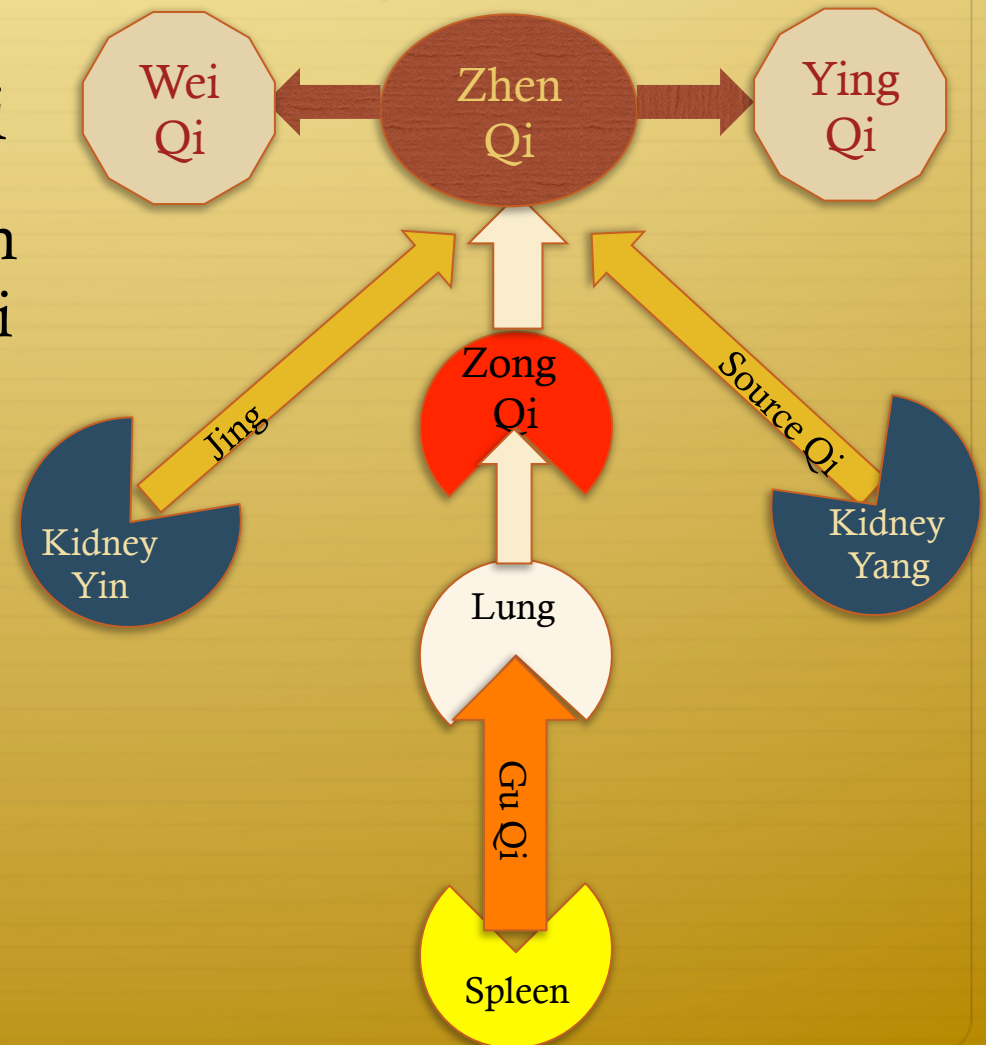 Wei
Qi
Zhen
Qi
Ying
Qi
Zong
Qi
Jing
Source Qi
Kidney
Yin
Kidney
Yang
Lung
Gu Qi
Spleen